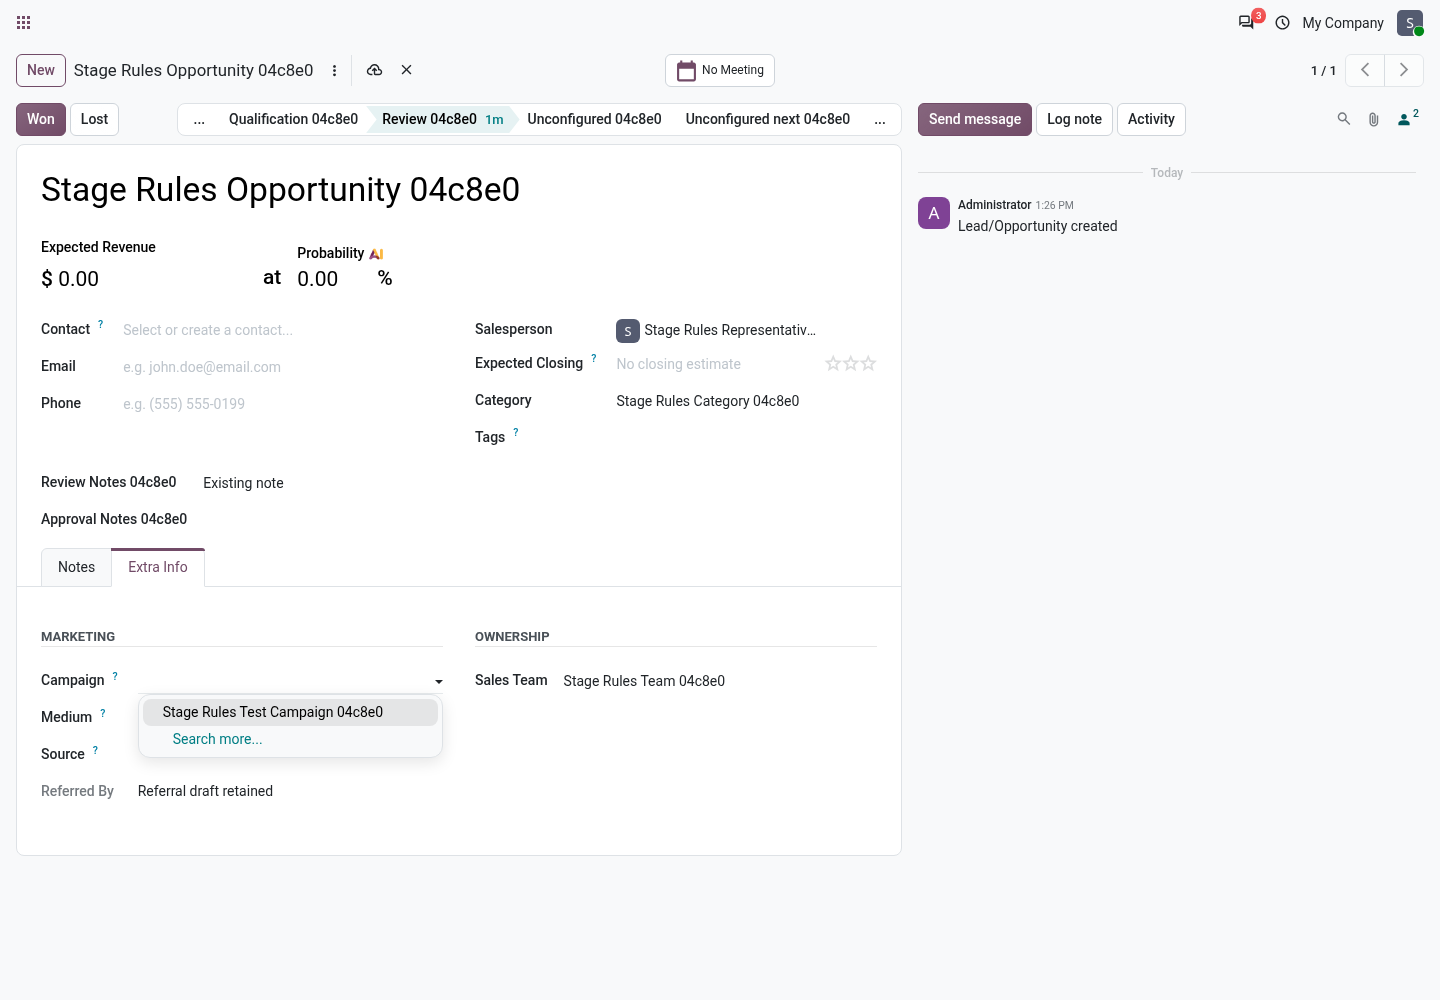 3
My Company
S
New
Stage Rules Opportunity 04c8e0
No Meeting
1 / 1
Won
Lost
...
Qualification 04c8e0
Review 04c8e0 1m
Unconfigured 04c8e0
Unconfigured next 04c8e0
...
Send message
Log note
Activity
2
Stage Rules Opportunity 04c8e0
Expected Revenue
Probability AI
$ 0.00
at
0.00
%
Contact ?
Select or create a contact...
Email
e.g. john.doe@email.com
Phone
e.g. (555) 555-0199
Salesperson
S
Stage Rules Representativ...
Expected Closing ?
No closing estimate
Category
Stage Rules Category 04c8e0
Tags ?
Review Notes 04c8e0
Existing note
Approval Notes 04c8e0
Notes
Extra Info
MARKETING
Campaign ?
Stage Rules Test Campaign 04c8e0
Search more...
Medium ?
Source ?
Referred By
Referral draft retained
OWNERSHIP
Sales Team
Stage Rules Team 04c8e0
Today
A
Administrator 1:26 PM
Lead/Opportunity created